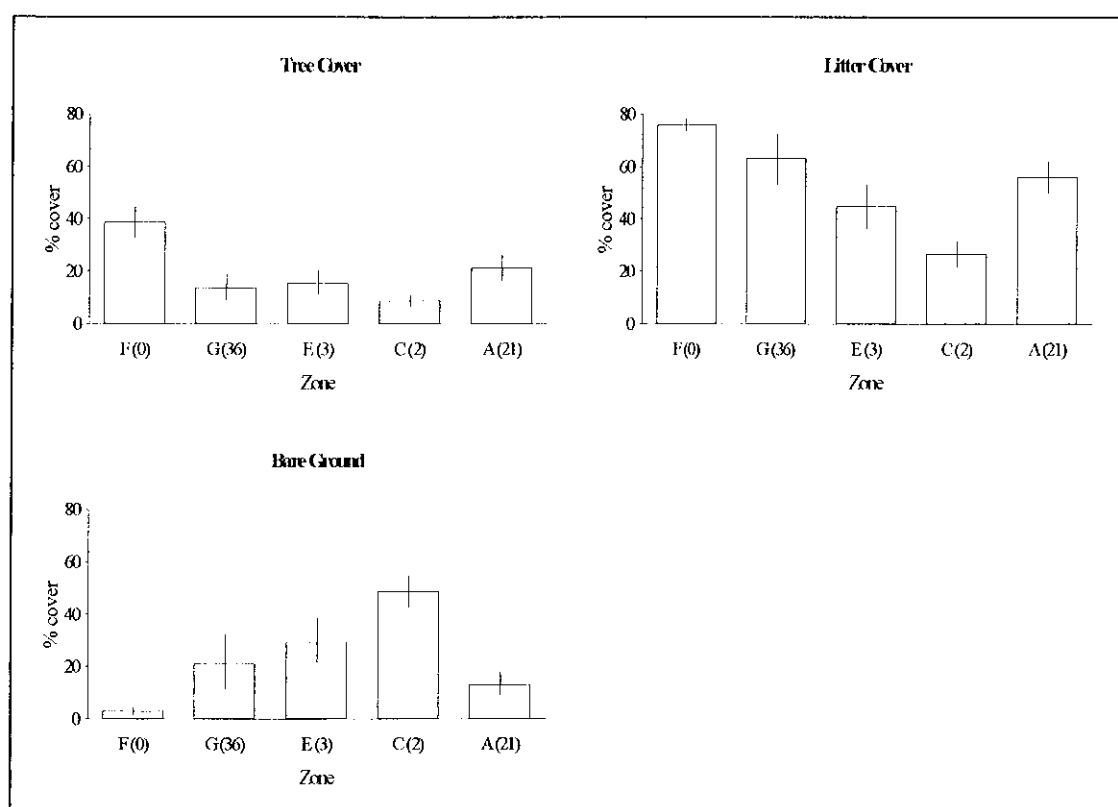 Tree Cover
80
60
40
20
0
% cover
F(0) G(36) E(3) C(2) A(21)
Zone
Litter Cover
80
60
40
20
0
% cover
F(0) G(36) E(3) C(2) A(21)
Zone
Bare Ground
80
60
40
20
0
% cover
F(0) G(36) E(3) C(2) A(21)
Zone